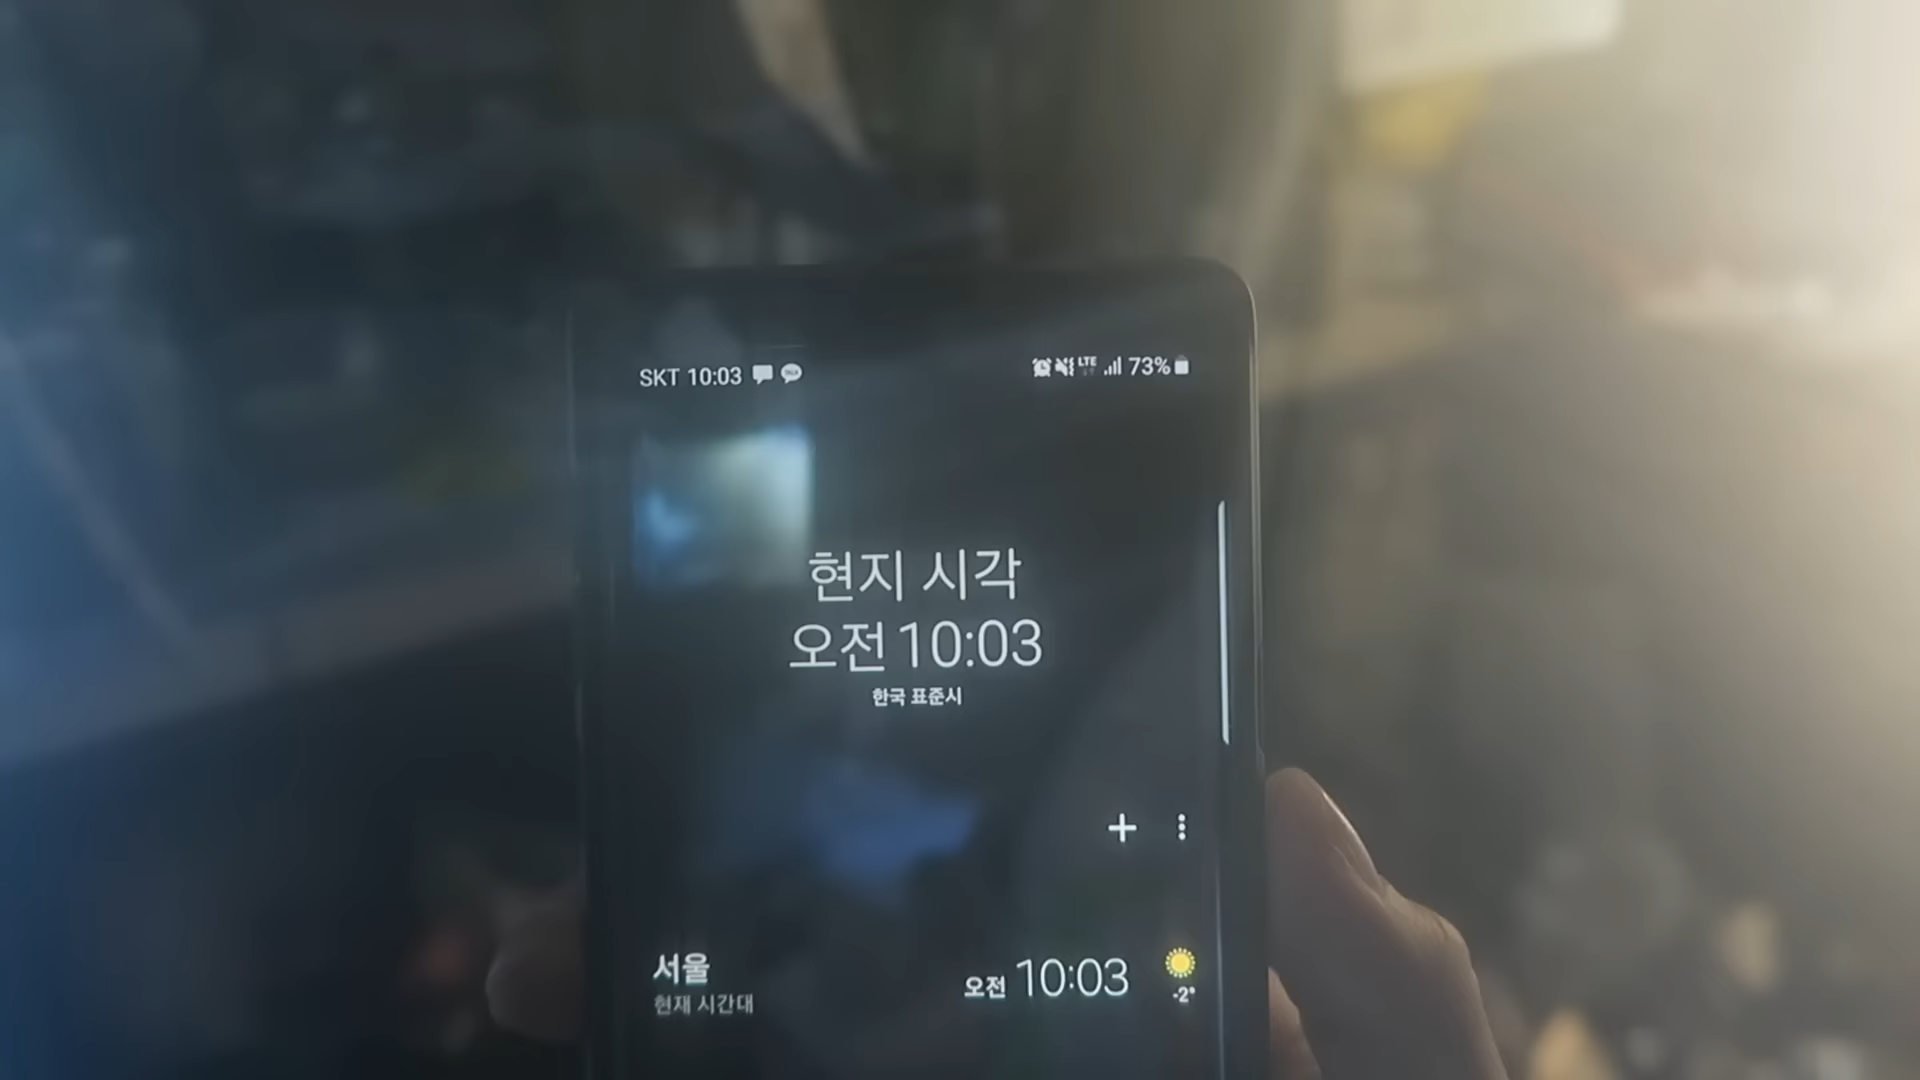 SKT 10:03
LTE 73%
현지 시각
오전 10:03
한국 표준시
서울 오전 10:03
현재 시간대 -2°